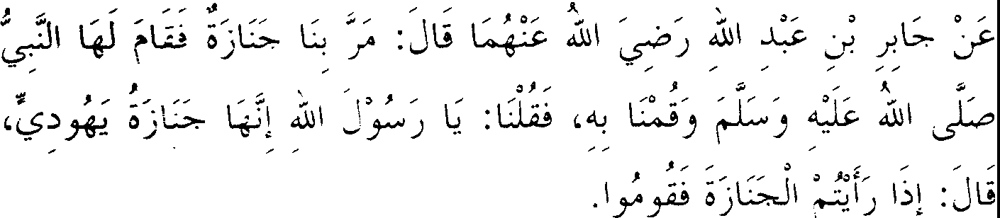 عَنْ جَابِرِ بْنِ عَبْدِ اللهِ رَضِيَ اللهُ عَنْهُمَا قَالَ: مَرَّ بِنَا جَنَازَةٌ فَقَامَ لَهَا النَّبِيُّ
صَلَّى اللهُ عَلَيْهِ وَسَلَّمَ وَقُمْنَا بِهِ، فَقُلْنَا: يَا رَسُوْلَ اللهِ إِنَّهَا جَنَازَةُ يَهُودِيٍّ،
قَالَ: إِذَا رَأَيْتُمْ الْجَنَازَةَ فَقُومُوا.